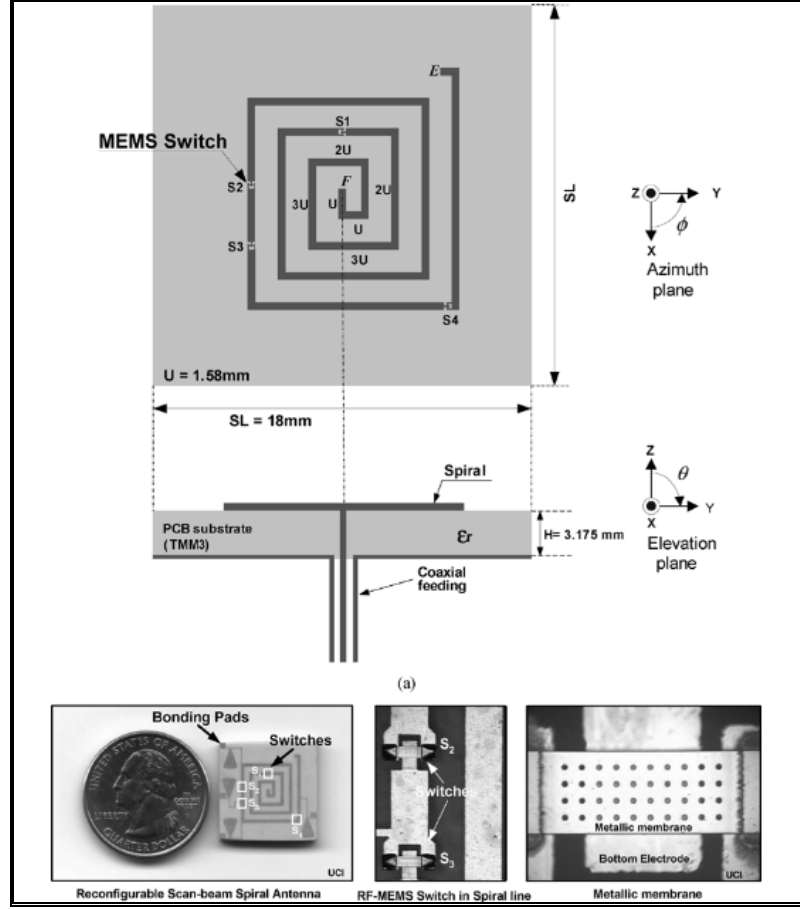 E
S1
MEMS Switch
2U
F
S2
3U
U
2U
U
S3
3U
S4
U = 1.58mm
SL
Z
Y
ϕ
X
Azimuth
plane
SL = 18mm
Spiral
PCB substrate
(TMM3)
εr
H= 3.175 mm
Coaxial
feeding
Z
θ
X
Y
Elevation
plane
(a)
Bonding Pads
Switches
UNITED STATES OF AMERICA
LIBERTY
QUARTER DOLLAR
S2
S3
UCI
Reconfigurable Scan-beam Spiral Antenna
S2
Switches
S3
RF-MEMS Switch in Spiral line
Metallic membrane
Bottom Electrode
UCI
Metallic membrane